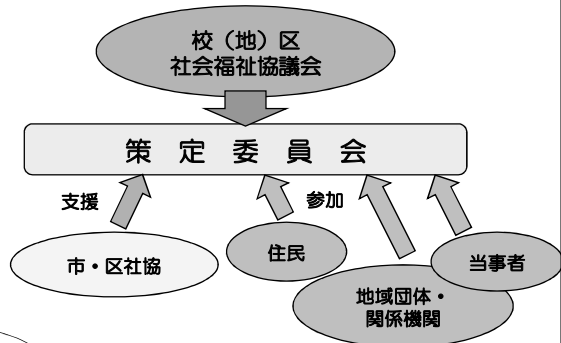 校（地）区
社会福祉協議会
策定委員会
支援
参加
市・区社協
住民
当事者
地域団体・
関係機関